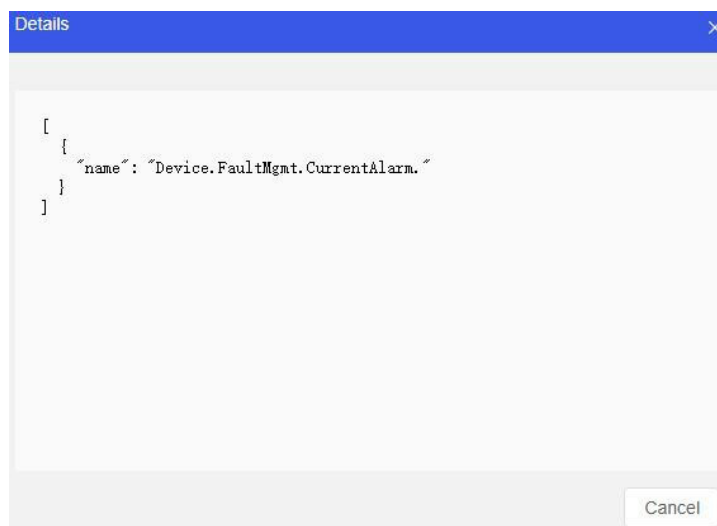 Details
×
[
{
"name": "Device.FaultMgmt.CurrentAlarm."
}
]
Cancel